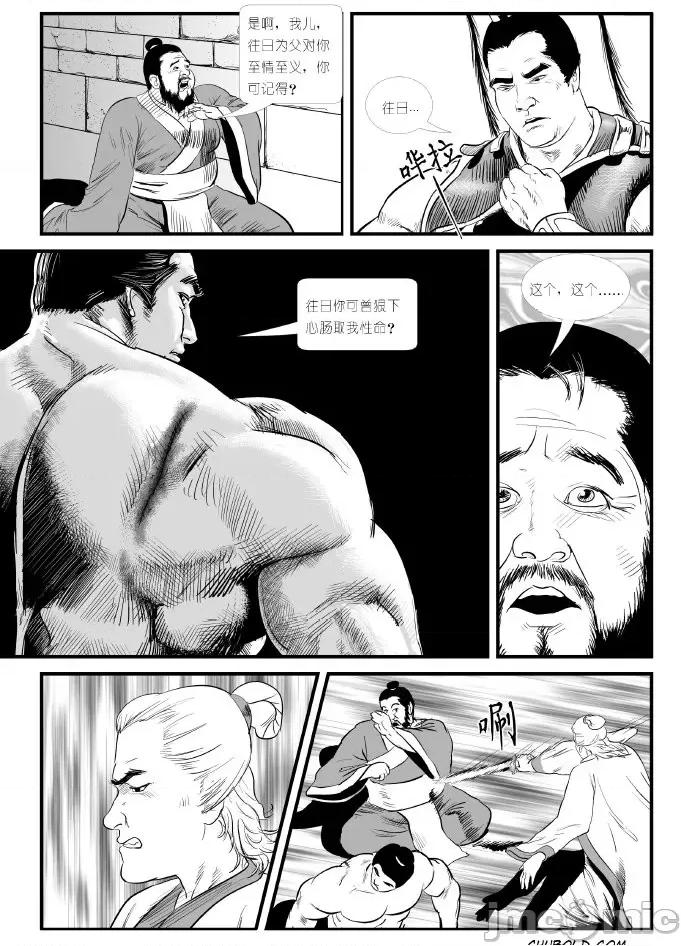 是啊，我儿，
往日为父对你
至情至义，你
可记得？
往日...
哗拉
往日你可曾狠下
心肠取我性命？
这个，这个……
唰
jmcomic
CHUBOLD.COM